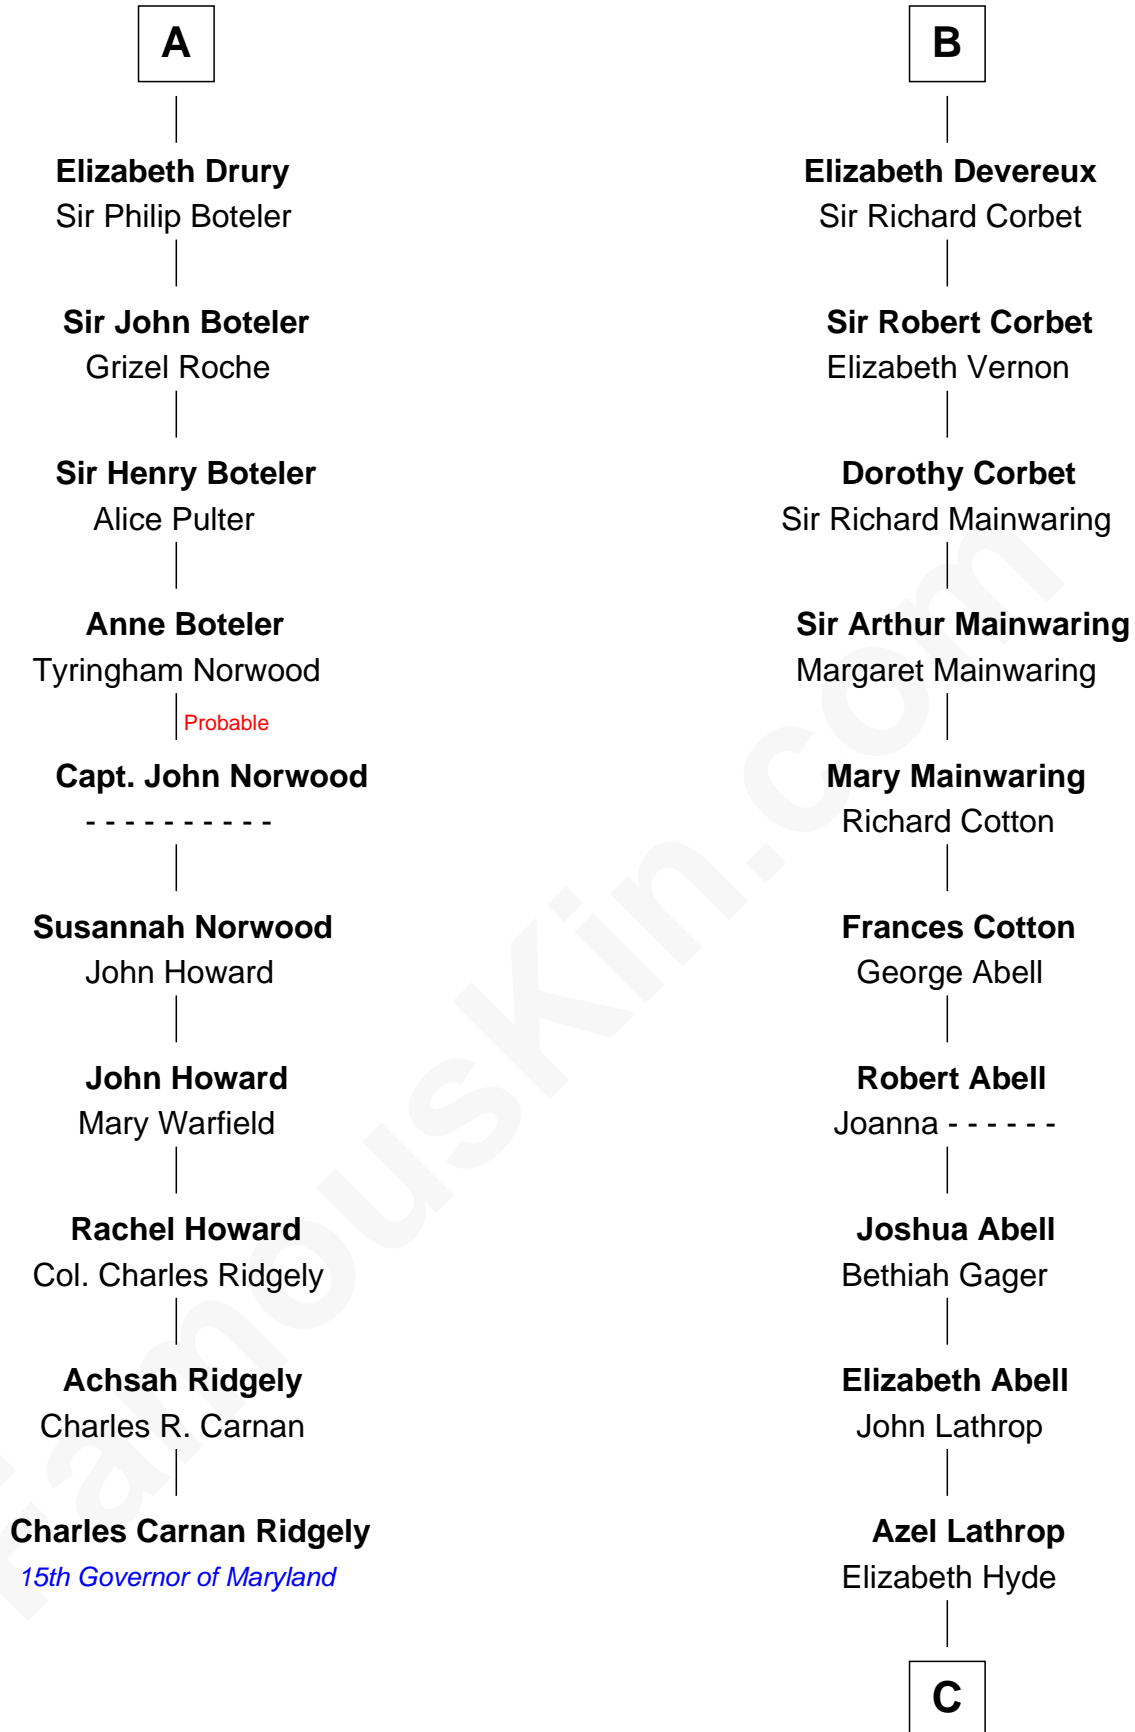 A
Elizabeth Drury
Sir Philip Boteler
Sir John Boteler
Grizel Roche
Sir Henry Boteler
Alice Pulter
Anne Boteler
Tyringham Norwood
Probable
Capt. John Norwood
- - - - - - - - - -
Susannah Norwood
John Howard
John Howard
Mary Warfield
Rachel Howard
Col. Charles Ridgely
Achsah Ridgely
Charles R. Carnan
Charles Carnan Ridgely
15th Governor of Maryland
B
Elizabeth Devereux
Sir Richard Corbet
Sir Robert Corbet
Elizabeth Vernon
Dorothy Corbet
Sir Richard Mainwaring
Sir Arthur Mainwaring
Margaret Mainwaring
Mary Mainwaring
Richard Cotton
Frances Cotton
George Abell
Robert Abell
Joanna - - - - - -
Joshua Abell
Bethiah Gager
Elizabeth Abell
John Lathrop
Azel Lathrop
Elizabeth Hyde
C
FamousKin.com